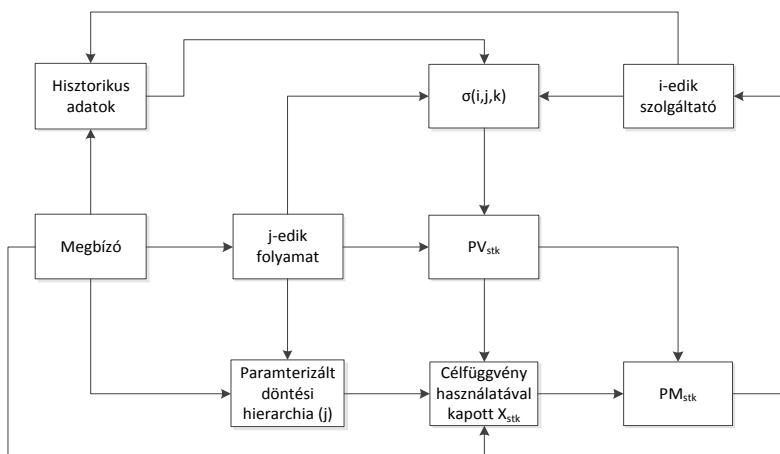 Hisztorikus
adatok
σ(i,j,k)
i-edik
szolgáltató
Megbízó
j-edik
folyamat
PVstk
Paramterizált
döntési
hierarchia (j)
Célfüggvény
használatával
kapott Xstk
PMstk